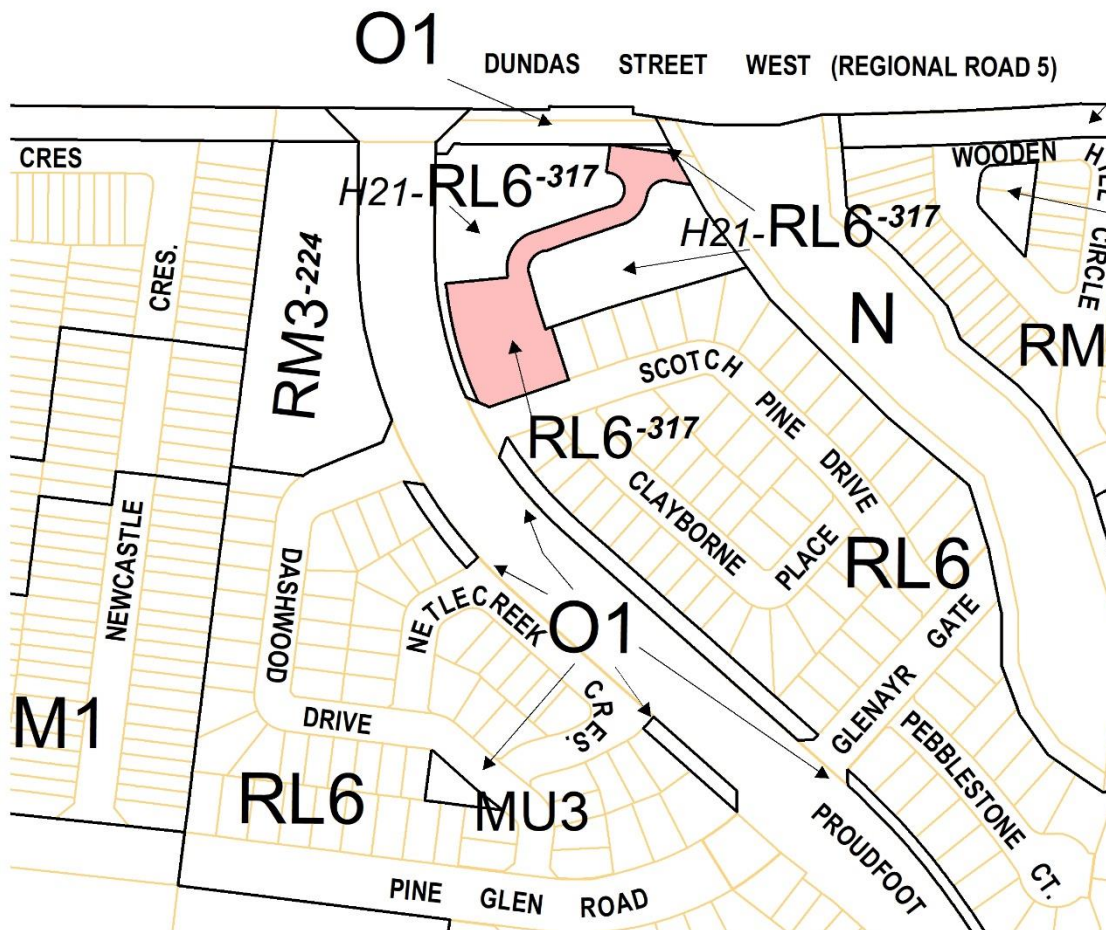 O1
DUNDAS STREET WEST (REGIONAL ROAD 5)
CRES
WOODEN
HILL CIRCLE
H21-RL6-317
H21-RL6-317
CRES.
RM3-224
N
RM
SCOTCH PINE DRIVE
RL6-317
CLAYBORNE PLACE
RL6
NEWCASTLE
DASHWOOD
NETLECREEK CRES.
O1
GLENAYR GATE
PEBBLESTONE CT.
M1
DRIVE
RL6
MU3
PROUDFOOT
PINE GLEN ROAD